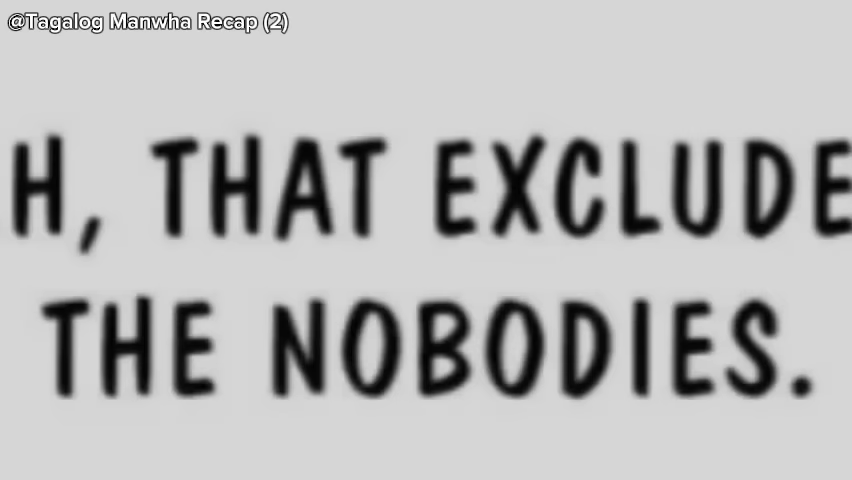 @Tagalog Manwha Recap (2)
H, THAT EXCLUDE
THE NOBODIES.